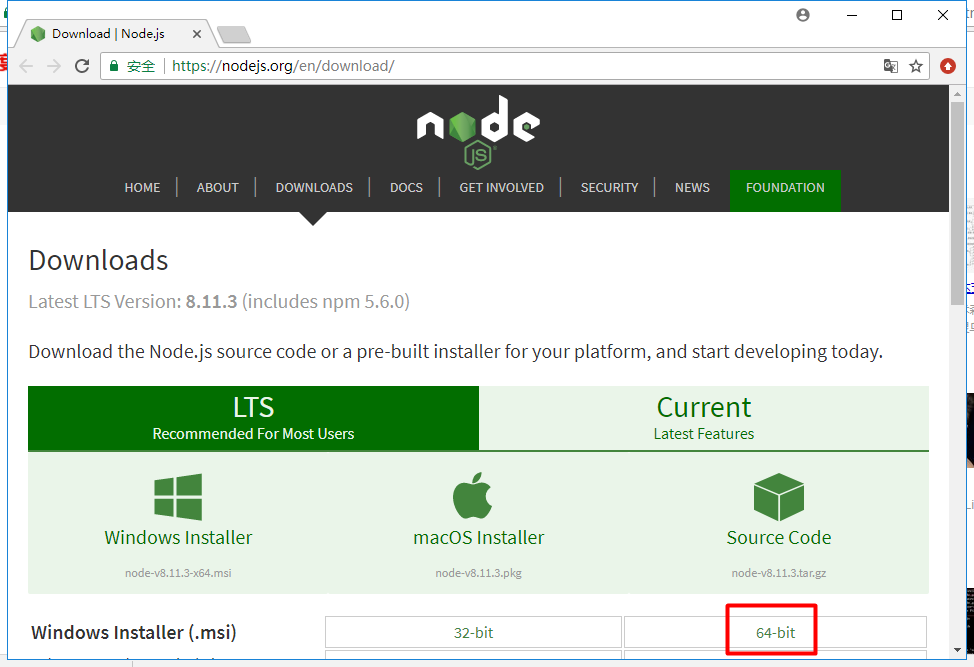 Download | Node.js
安全 https://nodejs.org/en/download/
node
JS
HOME ABOUT DOWNLOADS DOCS GET INVOLVED SECURITY NEWS FOUNDATION
Downloads
Latest LTS Version: 8.11.3 (includes npm 5.6.0)
Download the Node.js source code or a pre-built installer for your platform, and start developing today.
LTS
Recommended For Most Users
Current
Latest Features
Windows Installer
node-v8.11.3-x64.msi
macOS Installer
node-v8.11.3.pkg
Source Code
node-v8.11.3.tar.gz
Windows Installer (.msi) 32-bit 64-bit